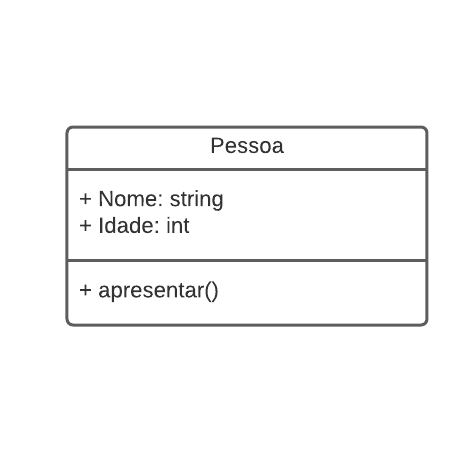 Pessoa
+ Nome: string
+ Idade: int
+ apresentar()